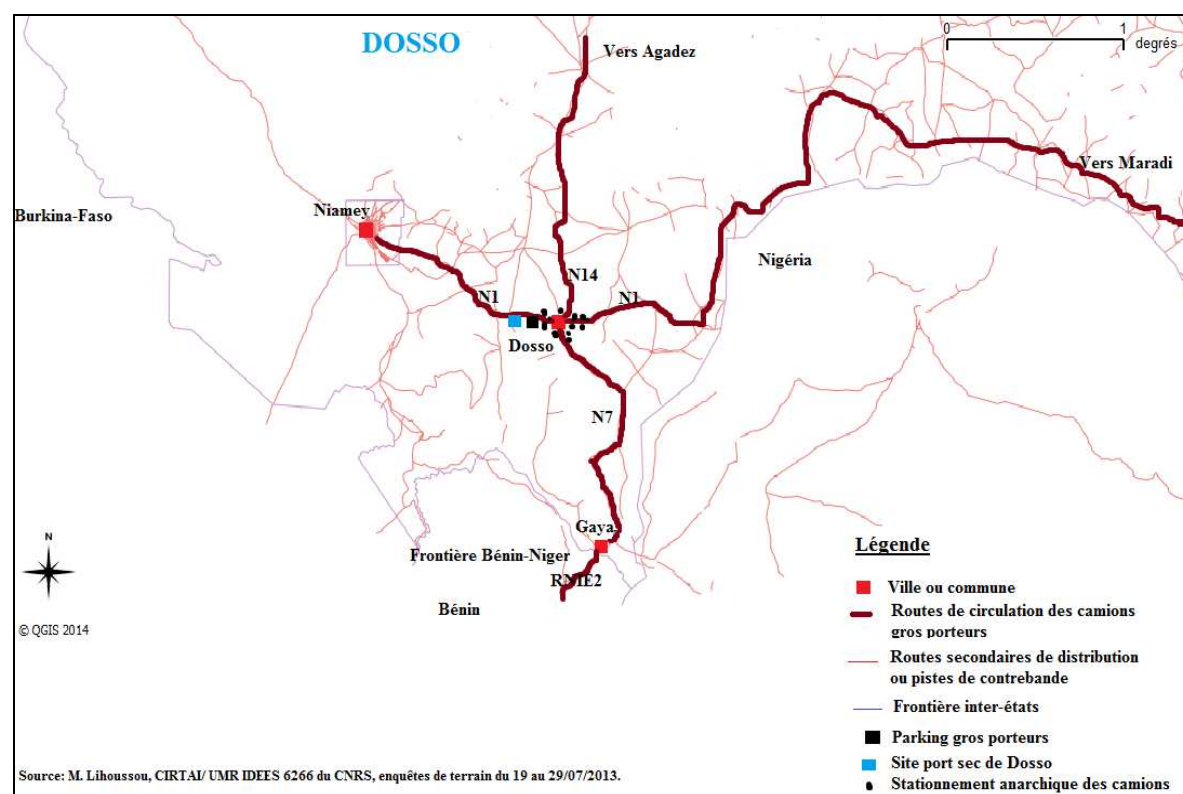 DOSSO
0 1
degrés
Vers Agadez
Vers Maradi
Burkina-Faso
Niamey
Nigéria
N14
N1
N1
Dosso
N7
Gaya
Frontière Bénin-Niger
RNIE2
Bénin
N
© QGIS 2014
Légende
Ville ou commune
Routes de circulation des camions
gros porteurs
Routes secondaires de distribution
ou pistes de contrebande
Frontière inter-états
Parking gros porteurs
Site port sec de Dosso
Stationnement anarchique des camions
Source: M. Lihoussou, CIRTAI/ UMR IDEES 6266 du CNRS, enquêtes de terrain du 19 au 29/07/2013.